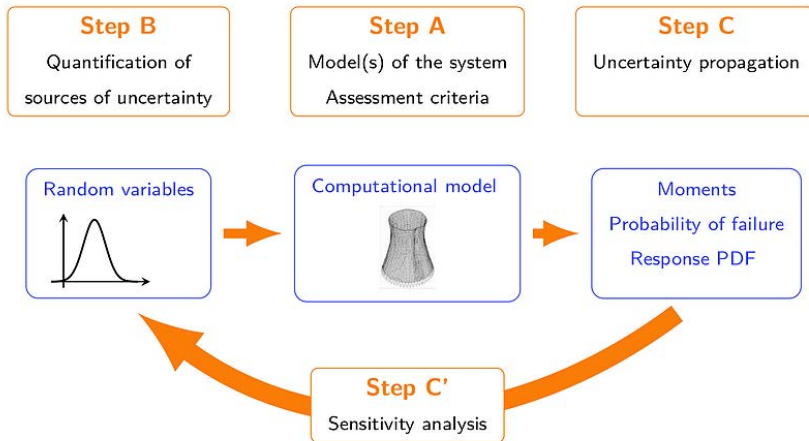 Step B
Quantification of
sources of uncertainty
Step A
Model(s) of the system
Assessment criteria
Step C
Uncertainty propagation
Random variables
Computational model
Moments
Probability of failure
Response PDF
Step C'
Sensitivity analysis